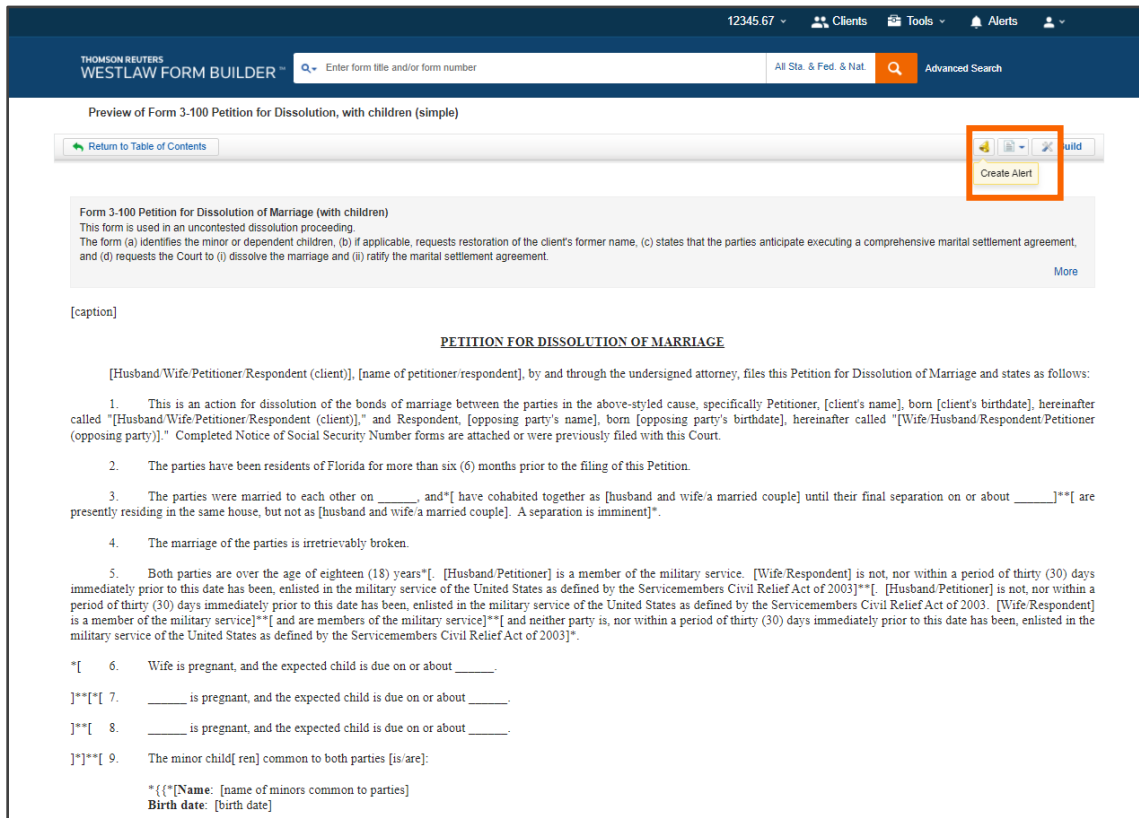 12345.67 Clients Tools Alerts
THOMSON REUTERS
WESTLAW FORM BUILDER™ Enter form title and/or form number All Sta. & Fed. & Nat. Advanced Search
Preview of Form 3-100 Petition for Dissolution, with children (simple)
Return to Table of Contents uild
Create Alert
Form 3-100 Petition for Dissolution of Marriage (with children)
This form is used in an uncontested dissolution proceeding.
The form (a) identifies the minor or dependent children, (b) if applicable, requests restoration of the client's former name, (c) states that the parties anticipate executing a comprehensive marital settlement agreement,
and (d) requests the Court to (i) dissolve the marriage and (ii) ratify the marital settlement agreement.
More
[caption]
PETITION FOR DISSOLUTION OF MARRIAGE
[Husband/Wife/Petitioner/Respondent (client)], [name of petitioner/respondent], by and through the undersigned attorney, files this Petition for Dissolution of Marriage and states as follows:
1. This is an action for dissolution of the bonds of marriage between the parties in the above-styled cause, specifically Petitioner, [client's name], born [client's birthdate], hereinafter
called "[Husband/Wife/Petitioner/Respondent (client)]," and Respondent, [opposing party's name], born [opposing party's birthdate], hereinafter called "[Wife/Husband/Respondent/Petitioner
(opposing party)]." Completed Notice of Social Security Number forms are attached or were previously filed with this Court.
2. The parties have been residents of Florida for more than six (6) months prior to the filing of this Petition.
3. The parties were married to each other on ______, and*[ have cohabited together as [husband and wife/a married couple] until their final separation on or about ______]**[ are
presently residing in the same house, but not as [husband and wife/a married couple]. A separation is imminent]*.
4. The marriage of the parties is irretrievably broken.
5. Both parties are over the age of eighteen (18) years*[. [Husband/Petitioner] is a member of the military service. [Wife/Respondent] is not, nor within a period of thirty (30) days
immediately prior to this date has been, enlisted in the military service of the United States as defined by the Servicemembers Civil Relief Act of 2003]**[. [Husband/Petitioner] is not, nor within a
period of thirty (30) days immediately prior to this date has been, enlisted in the military service of the United States as defined by the Servicemembers Civil Relief Act of 2003. [Wife/Respondent]
is a member of the military service]**[ and are members of the military service]**[ and neither party is, nor within a period of thirty (30) days immediately prior to this date has been, enlisted in the
military service of the United States as defined by the Servicemembers Civil Relief Act of 2003]*.
*[ 6. Wife is pregnant, and the expected child is due on or about ______.
]**[*[ 7. ______ is pregnant, and the expected child is due on or about ______.
]**[ 8. ______ is pregnant, and the expected child is due on or about ______.
]*]**[ 9. The minor child[ ren] common to both parties [is/are]:
*{{*[Name: [name of minors common to parties]
Birth date: [birth date]